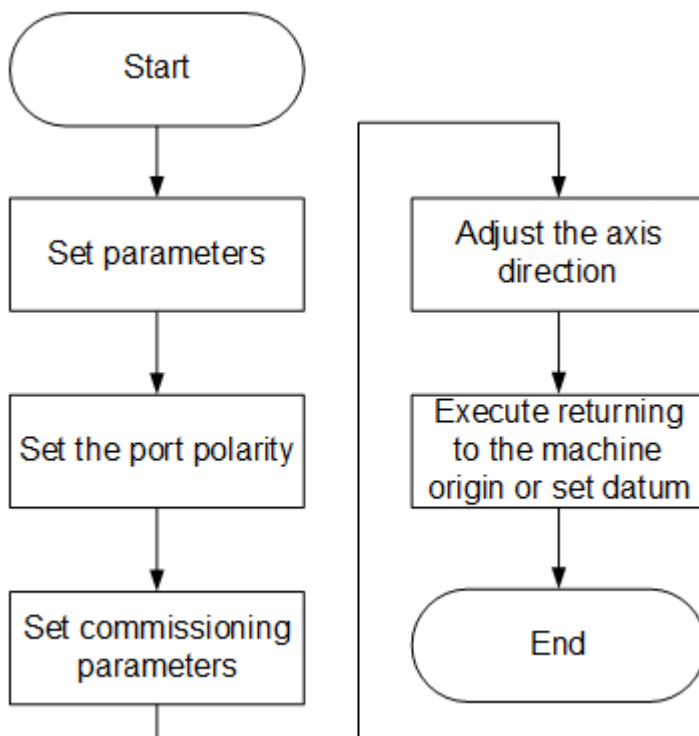 Start
Set parameters
Set the port polarity
Set commissioning
parameters
Adjust the axis
direction
Execute returning
to the machine
origin or set datum
End